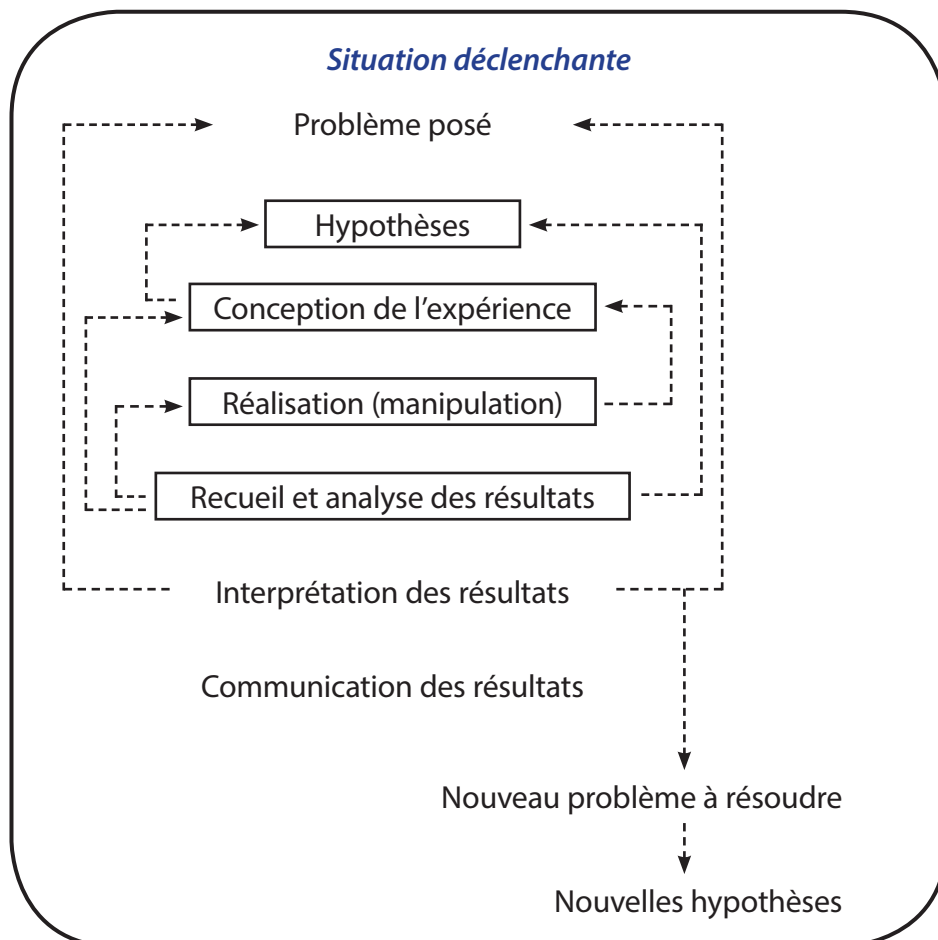 Situation déclenchante
Problème posé
Hypothèses
Conception de l'expérience
Réalisation (manipulation)
Recueil et analyse des résultats
Interprétation des résultats
Communication des résultats
Nouveau problème à résoudre
Nouvelles hypothèses